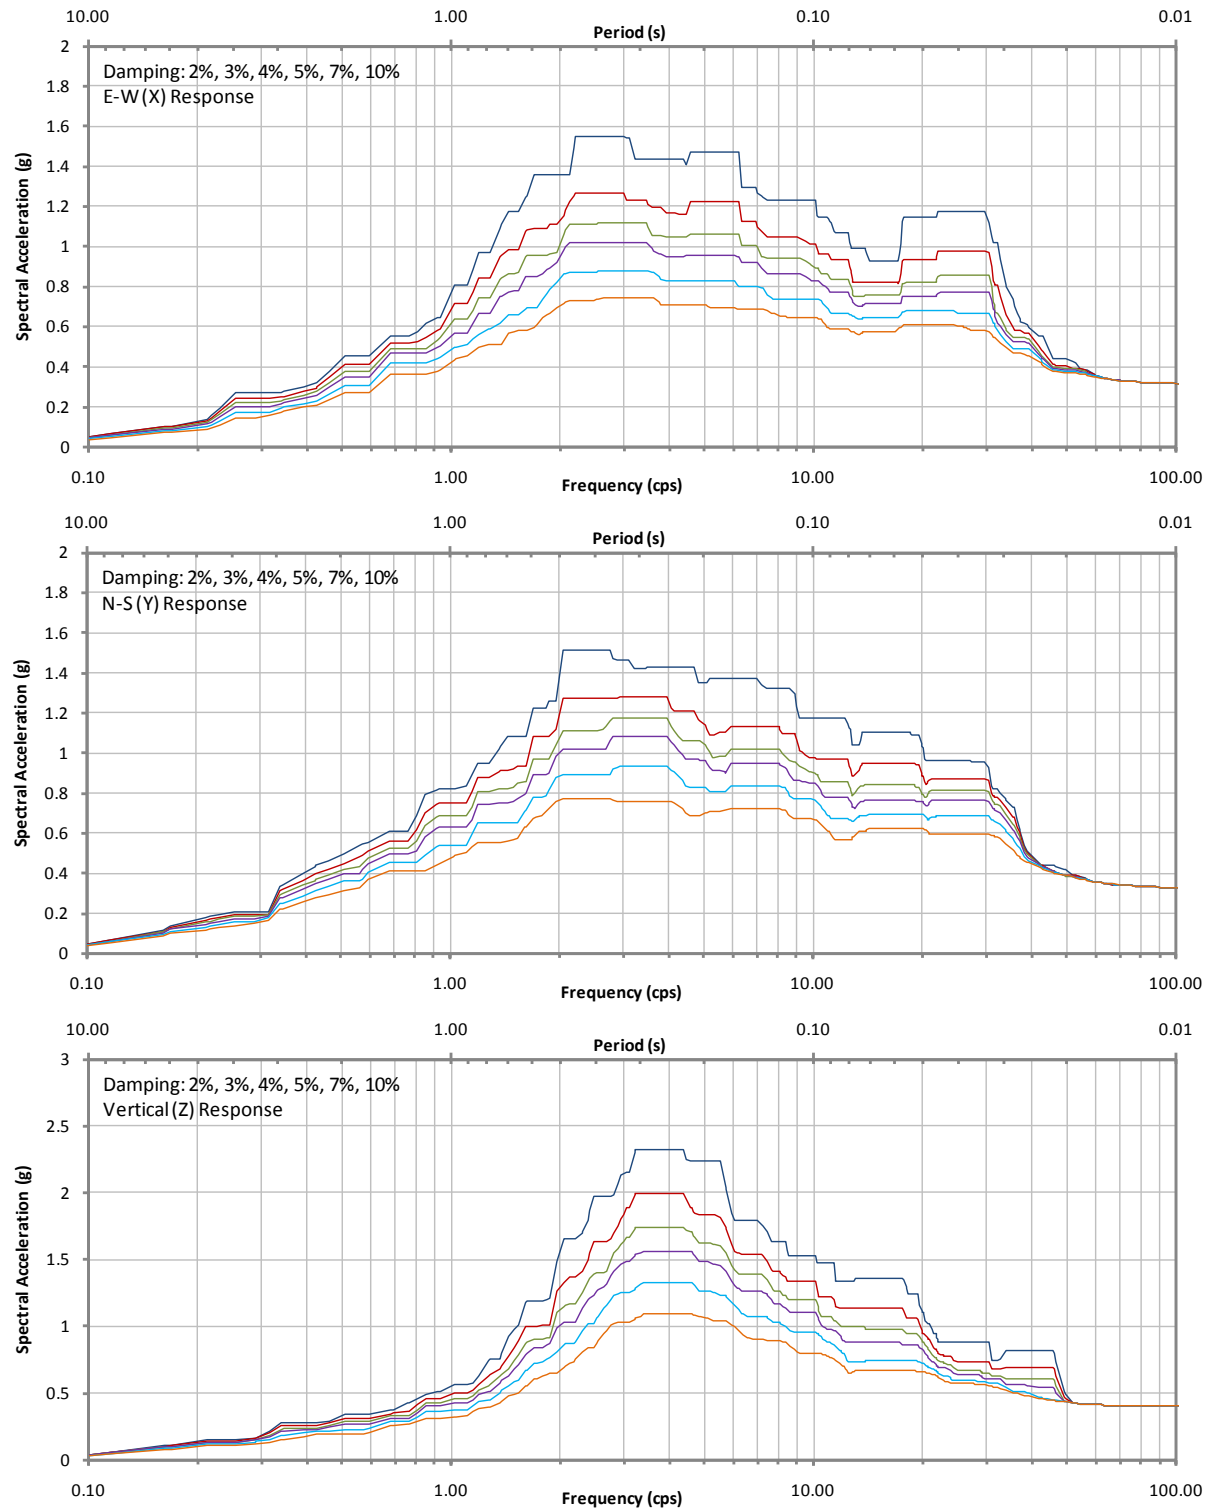 10.00 1.00 0.10 0.01
Period (s)
2
1.8
1.6
1.4
1.2
1
0.8
0.6
0.4
0.2
0
Spectral Acceleration (g)
Damping: 2%, 3%, 4%, 5%, 7%, 10%
E-W (X) Response
0.10 1.00 10.00 100.00
Frequency (cps)
10.00 1.00 0.10 0.01
Period (s)
2
1.8
1.6
1.4
1.2
1
0.8
0.6
0.4
0.2
0
Spectral Acceleration (g)
Damping: 2%, 3%, 4%, 5%, 7%, 10%
N-S (Y) Response
0.10 1.00 10.00 100.00
Frequency (cps)
10.00 1.00 0.10 0.01
Period (s)
3
2.5
2
1.5
1
0.5
0
Spectral Acceleration (g)
Damping: 2%, 3%, 4%, 5%, 7%, 10%
Vertical (Z) Response
0.10 1.00 10.00 100.00
Frequency (cps)